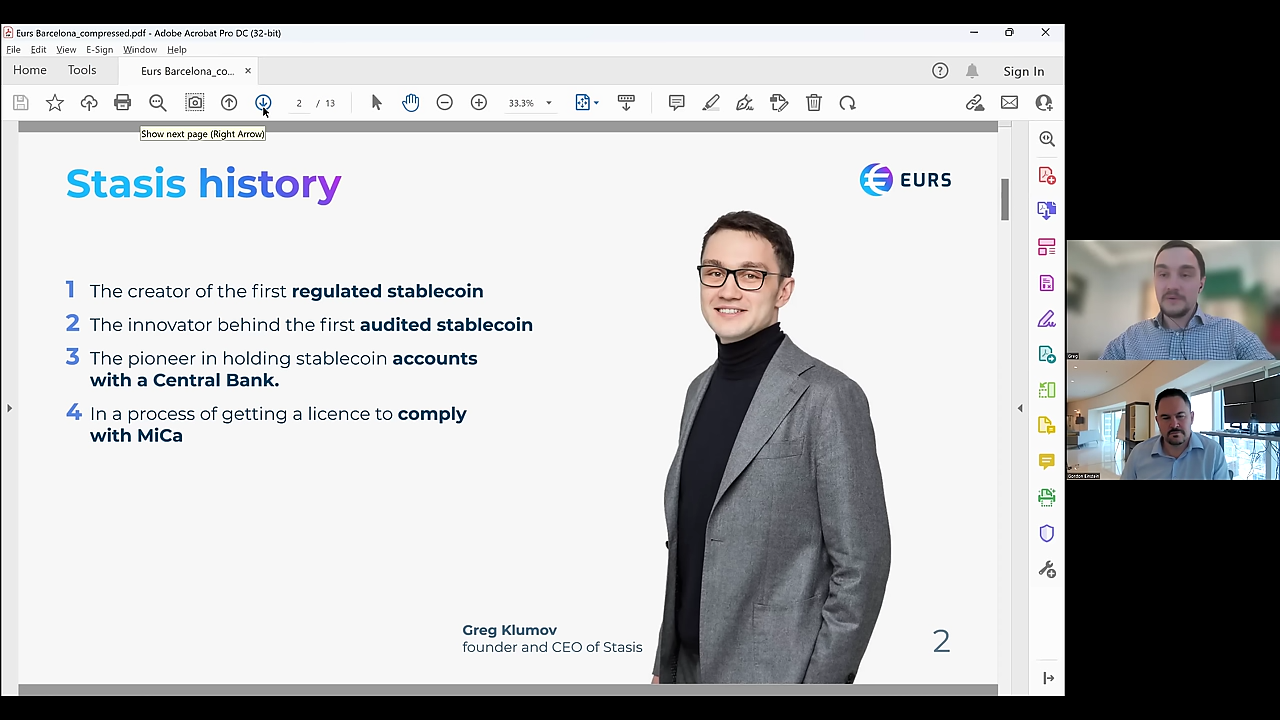 Eurs Barcelona_compressed.pdf - Adobe Acrobat Pro DC (32-bit)
File Edit View E-Sign Window Help
Home Tools Eurs Barcelona_co... × Sign In
2 / 13 33.3%
Show next page (Right Arrow)
Stasis history
EURS
1 The creator of the first regulated stablecoin
2 The innovator behind the first audited stablecoin
3 The pioneer in holding stablecoin accounts
with a Central Bank.
4 In a process of getting a licence to comply
with MiCa
Greg Klumov
founder and CEO of Stasis
2
Greg
Gordon Einstein